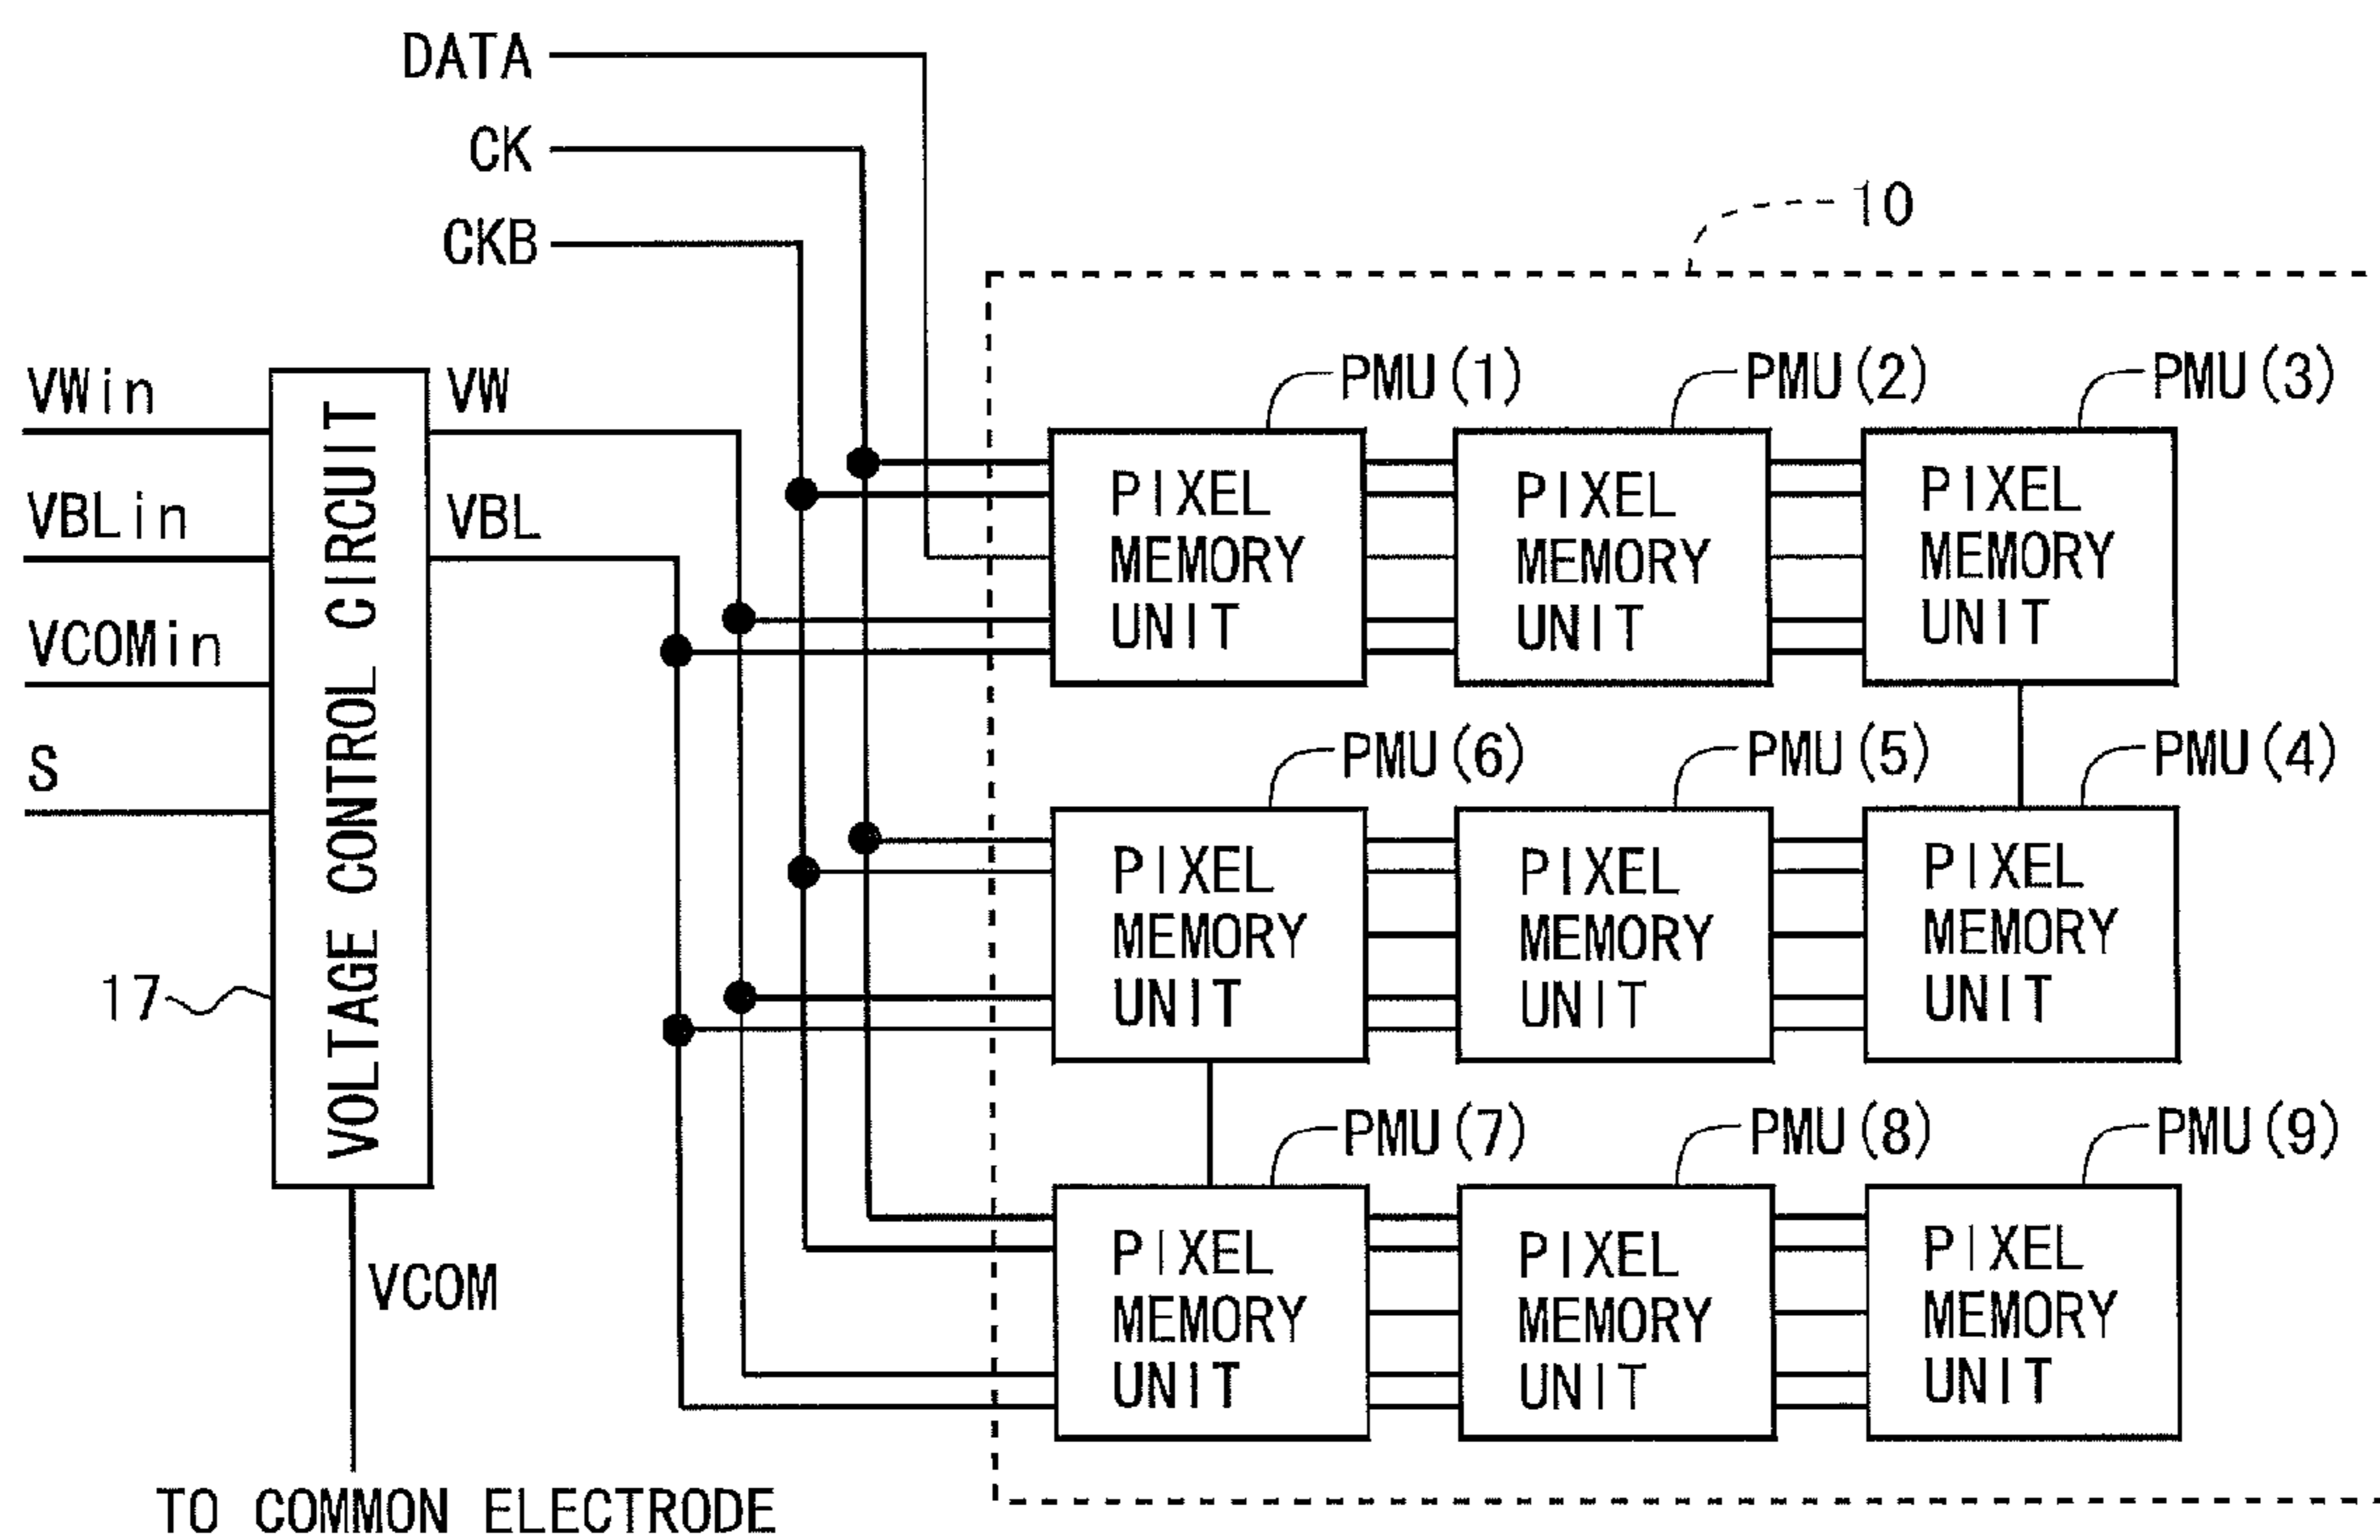 DATA
CK
CKB
10
VWin
VBLin
VCOMin
S
VOLTAGE CONTROL CIRCUIT
17
VW
VBL
VCOM
TO COMMON ELECTRODE
PMU(1)
PIXEL
MEMORY
UNIT
PMU(2)
PIXEL
MEMORY
UNIT
PMU(3)
PIXEL
MEMORY
UNIT
PMU(6)
PIXEL
MEMORY
UNIT
PMU(5)
PIXEL
MEMORY
UNIT
PMU(4)
PIXEL
MEMORY
UNIT
PMU(7)
PIXEL
MEMORY
UNIT
PMU(8)
PIXEL
MEMORY
UNIT
PMU(9)
PIXEL
MEMORY
UNIT